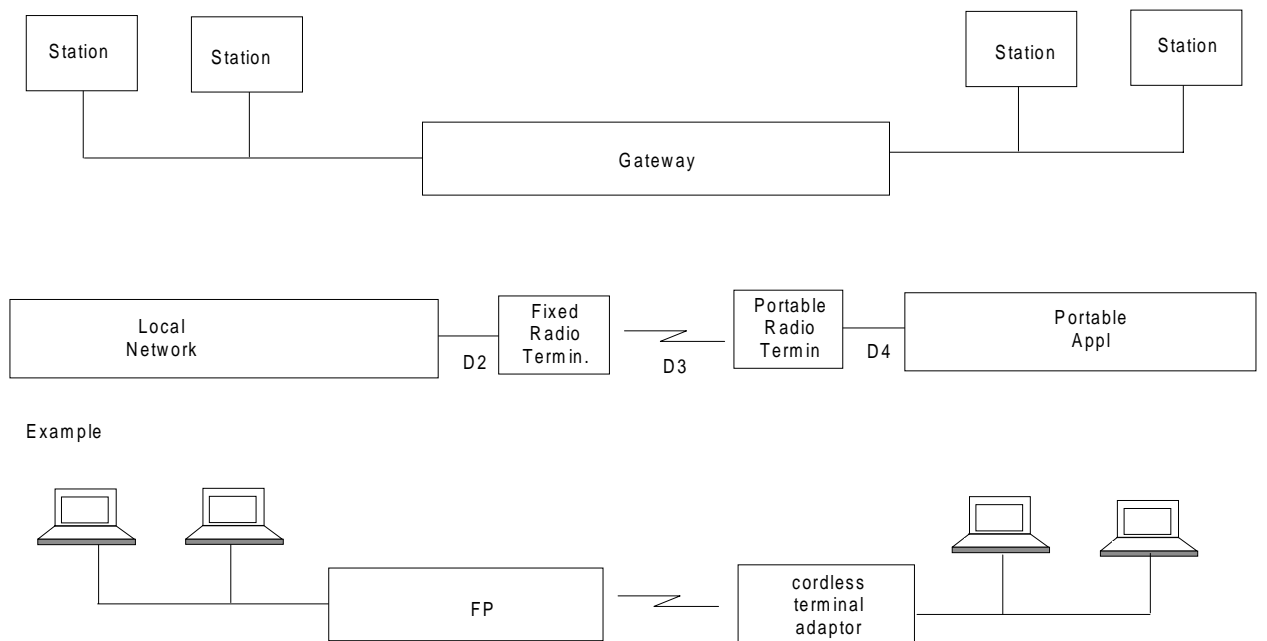 Station
Station
Station
Station
Gateway
Local
Network
D2
Fixed
Radio
Termin.
D3
Portable
Radio
Termin
D4
Portable
Appl
Example
FP
cordless
terminal
adaptor